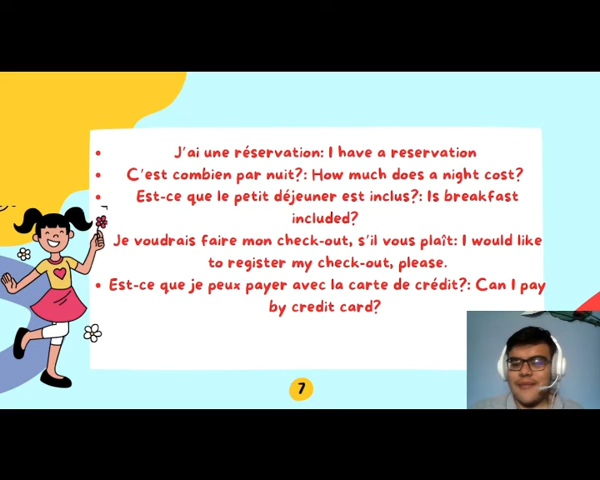 J'ai une réservation: I have a reservation
C'est combien par nuit?: How much does a night cost?
Est-ce que le petit déjeuner est inclus?: Is breakfast
included?
Je voudrais faire mon check-out, s'il vous plaît: I would like
to register my check-out, please.
Est-ce que je peux payer avec la carte de crédit?: Can I pay
by credit card?
7